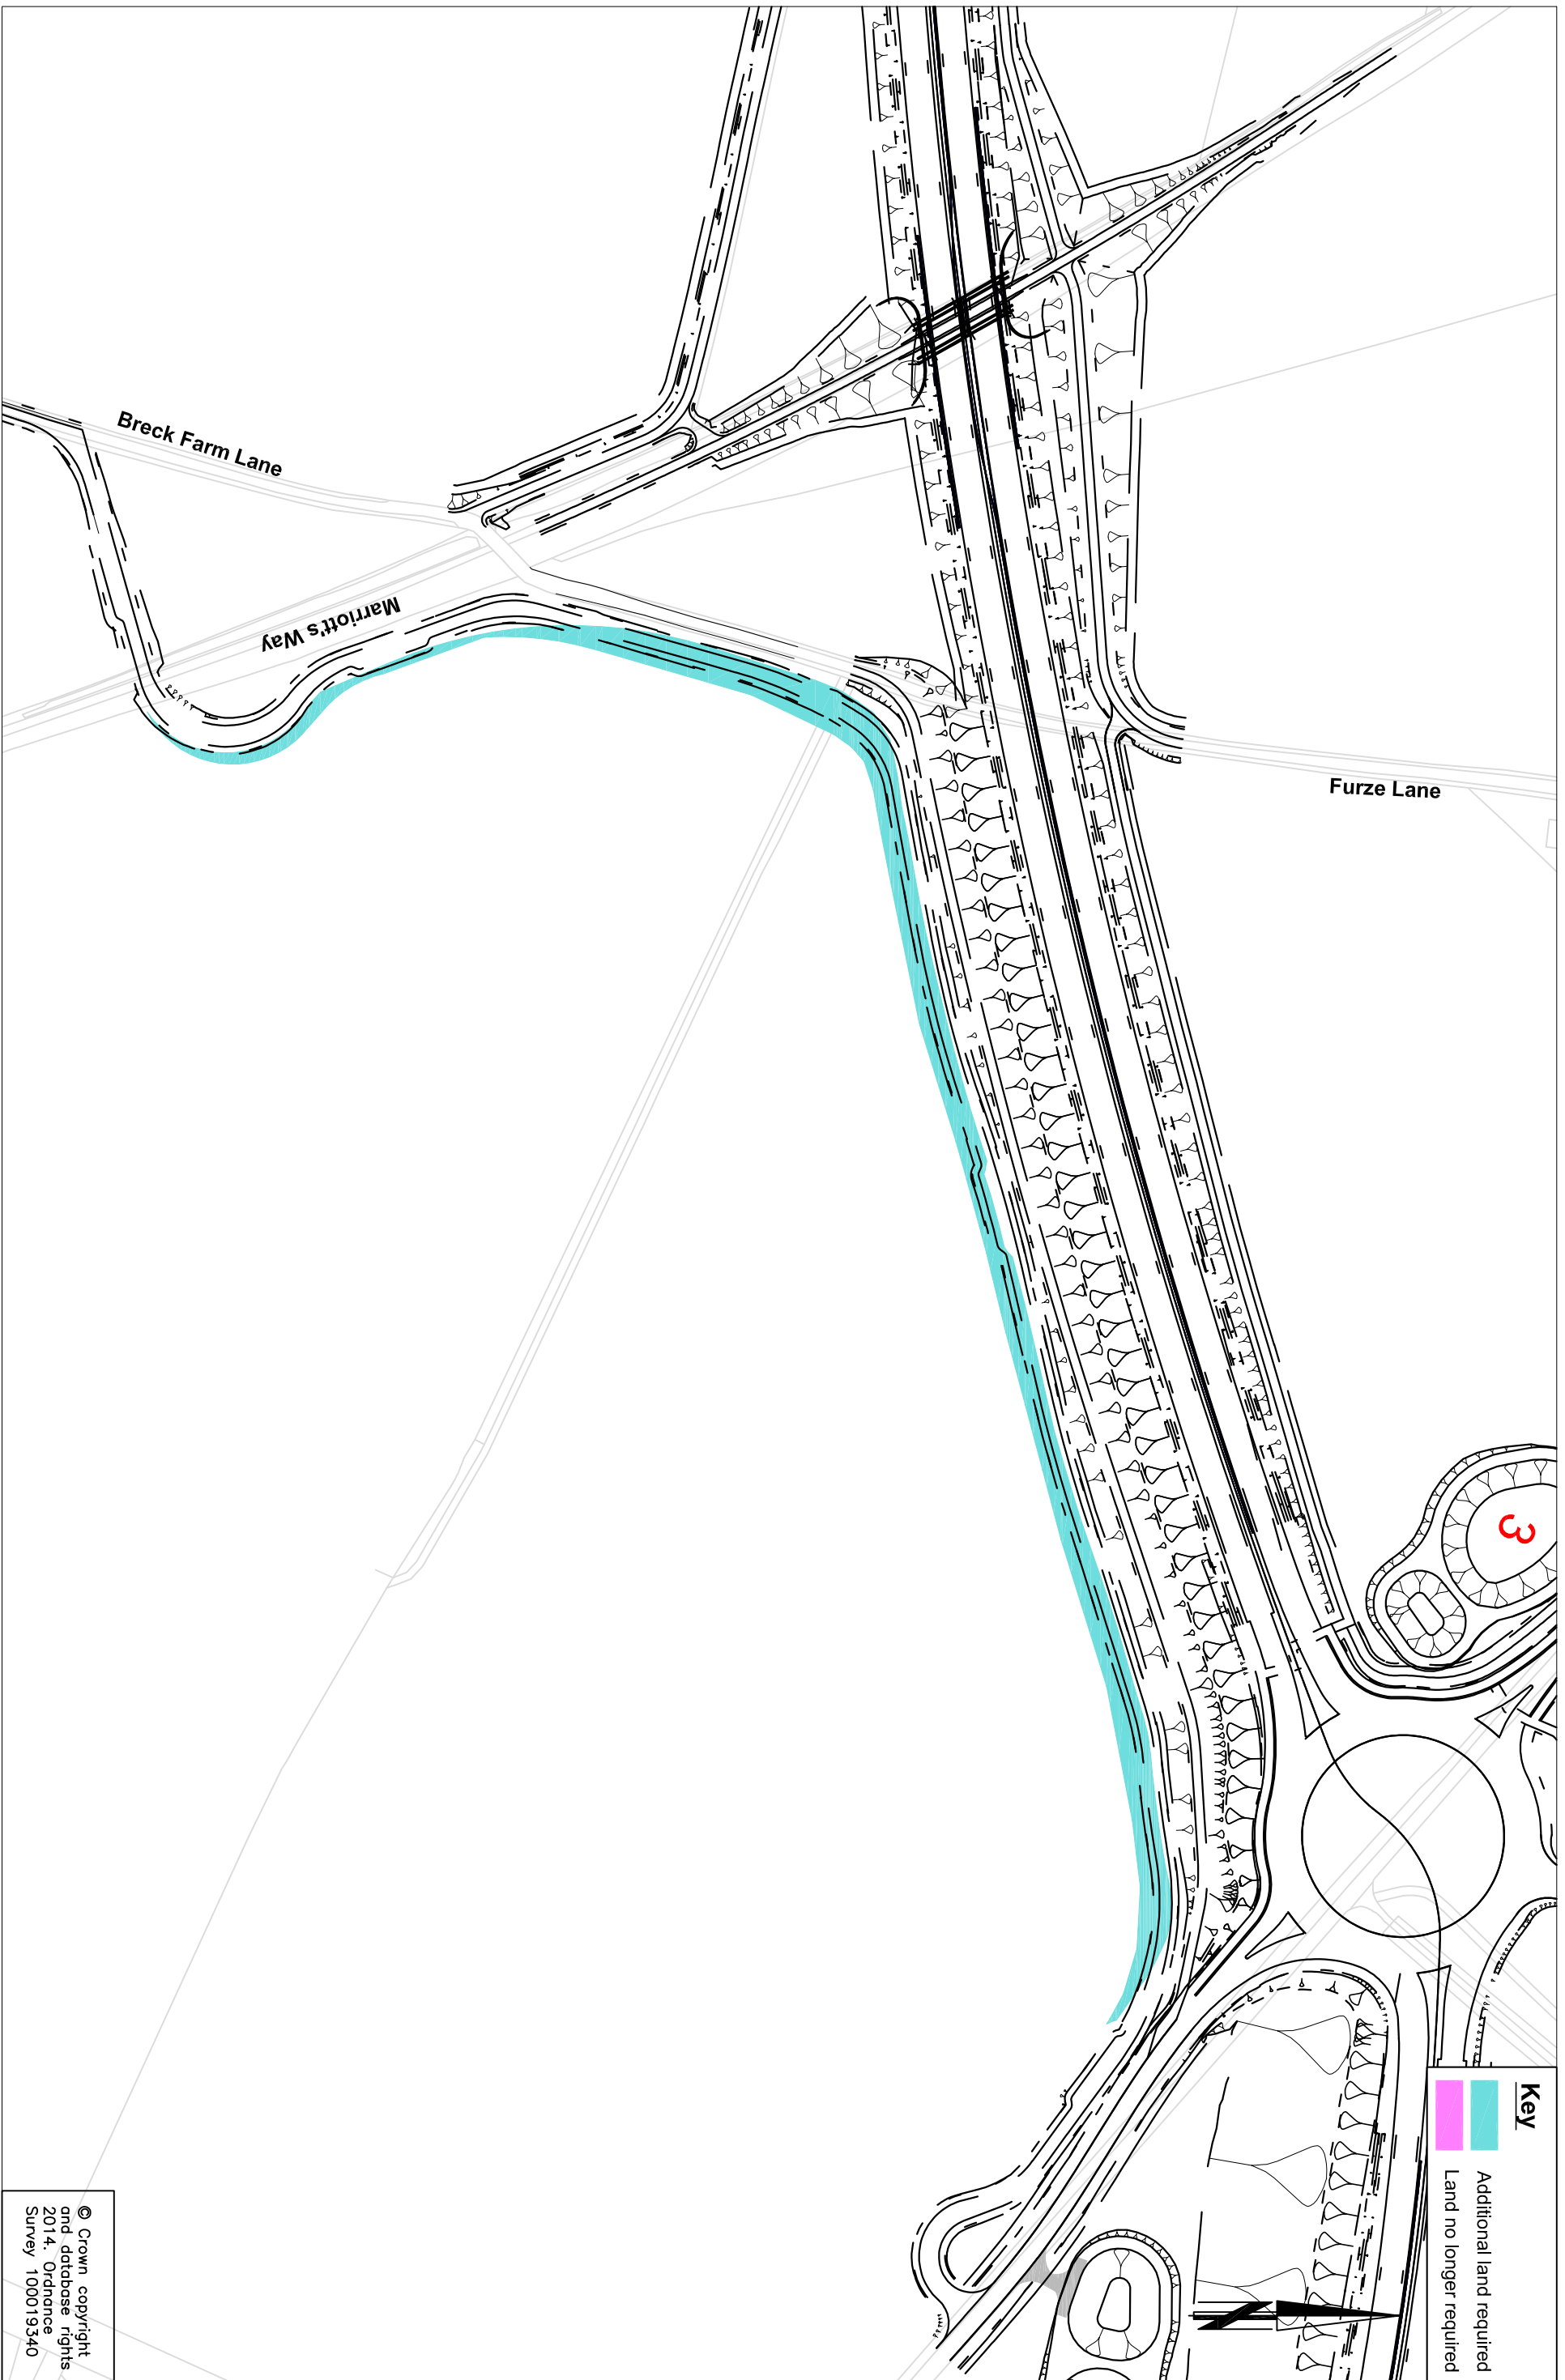 Breck Farm Lane
Marriott's Way
Furze Lane
3
Key
Additional land required
Land no longer required
N
© Crown copyright
and database rights
2014. Ordnance
Survey 100019340